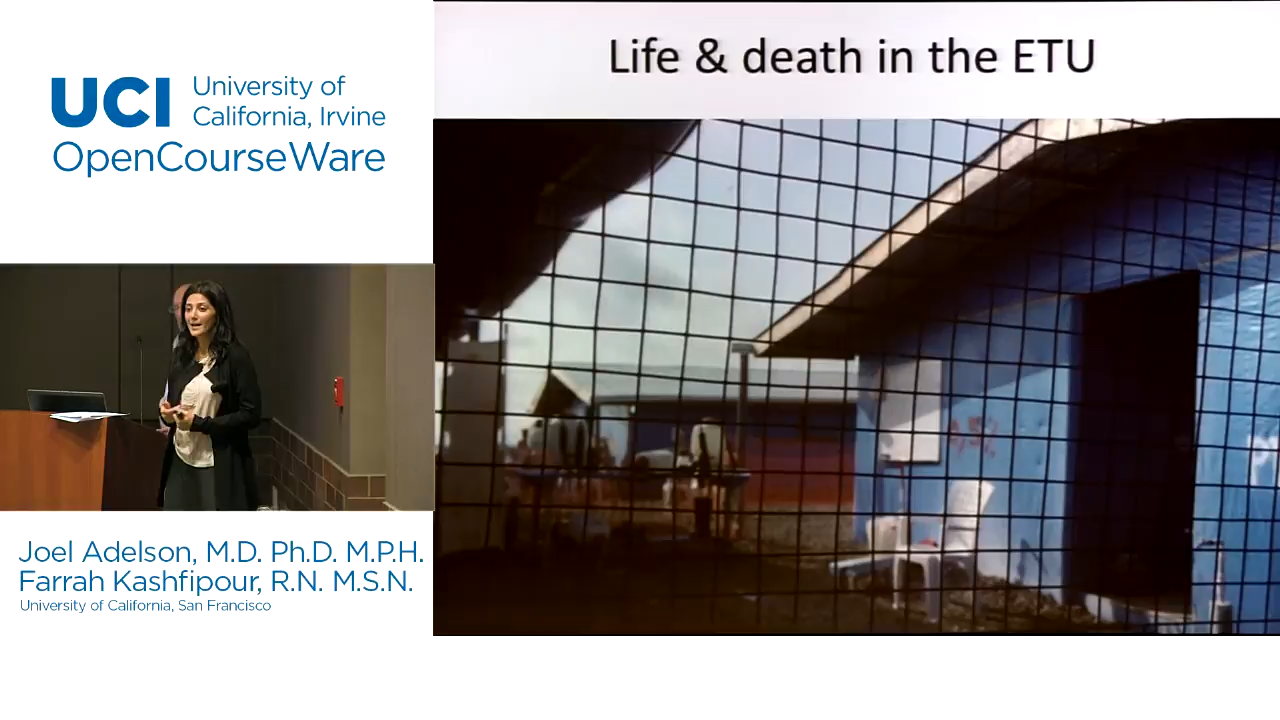 Life & death in the ETU
UCI University of
California, Irvine
OpenCourseWare
Joel Adelson, M.D. Ph.D. M.P.H.
Farrah Kashfipour, R.N. M.S.N.
University of California, San Francisco